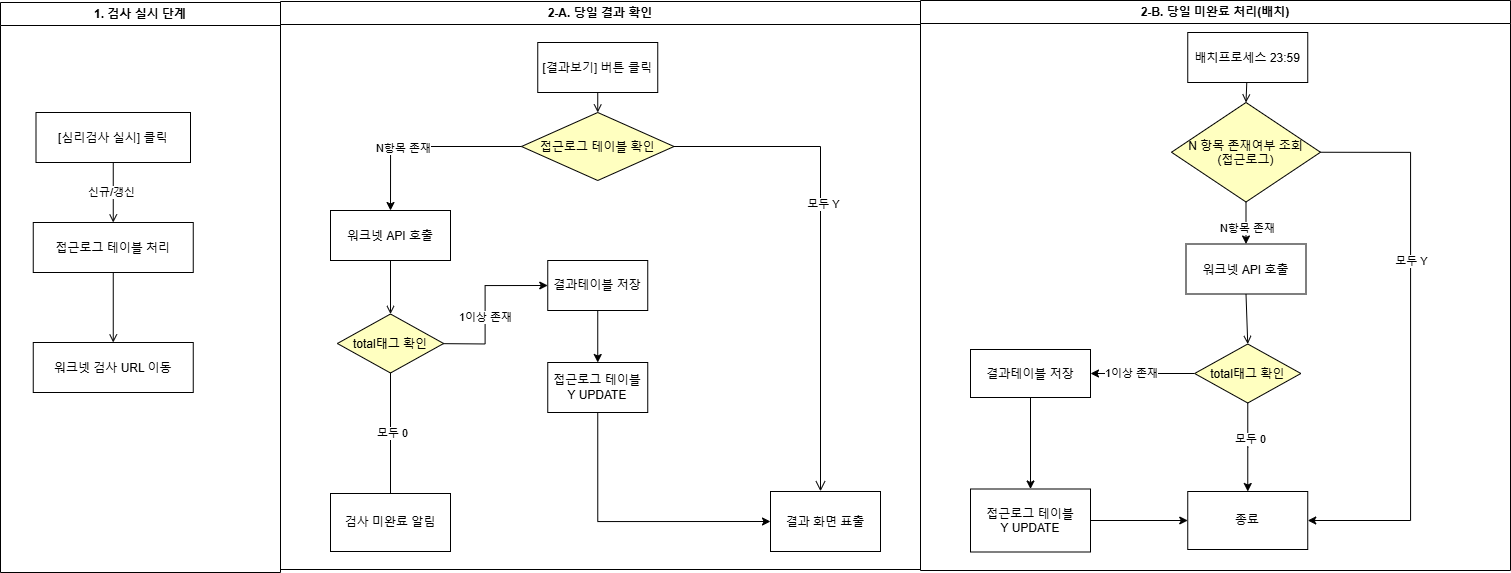 1. 검사 실시 단계
[심리검사 실시] 클릭
신규/갱신
접근로그 테이블 처리
워크넷 검사 URL 이동
2-A. 당일 결과 확인
[결과보기] 버튼 클릭
접근로그 테이블 확인
N항목 존재
모두 Y
워크넷 API 호출
total태그 확인
1이상 존재
결과테이블 저장
접근로그 테이블
Y UPDATE
모두 0
검사 미완료 알림
결과 화면 표출
2-B. 당일 미완료 처리(배치)
배치프로세스 23:59
N 항목 존재여부 조회
(접근로그)
N항목 존재
모두 Y
워크넷 API 호출
total태그 확인
1이상 존재
결과테이블 저장
모두 0
접근로그 테이블
Y UPDATE
종료